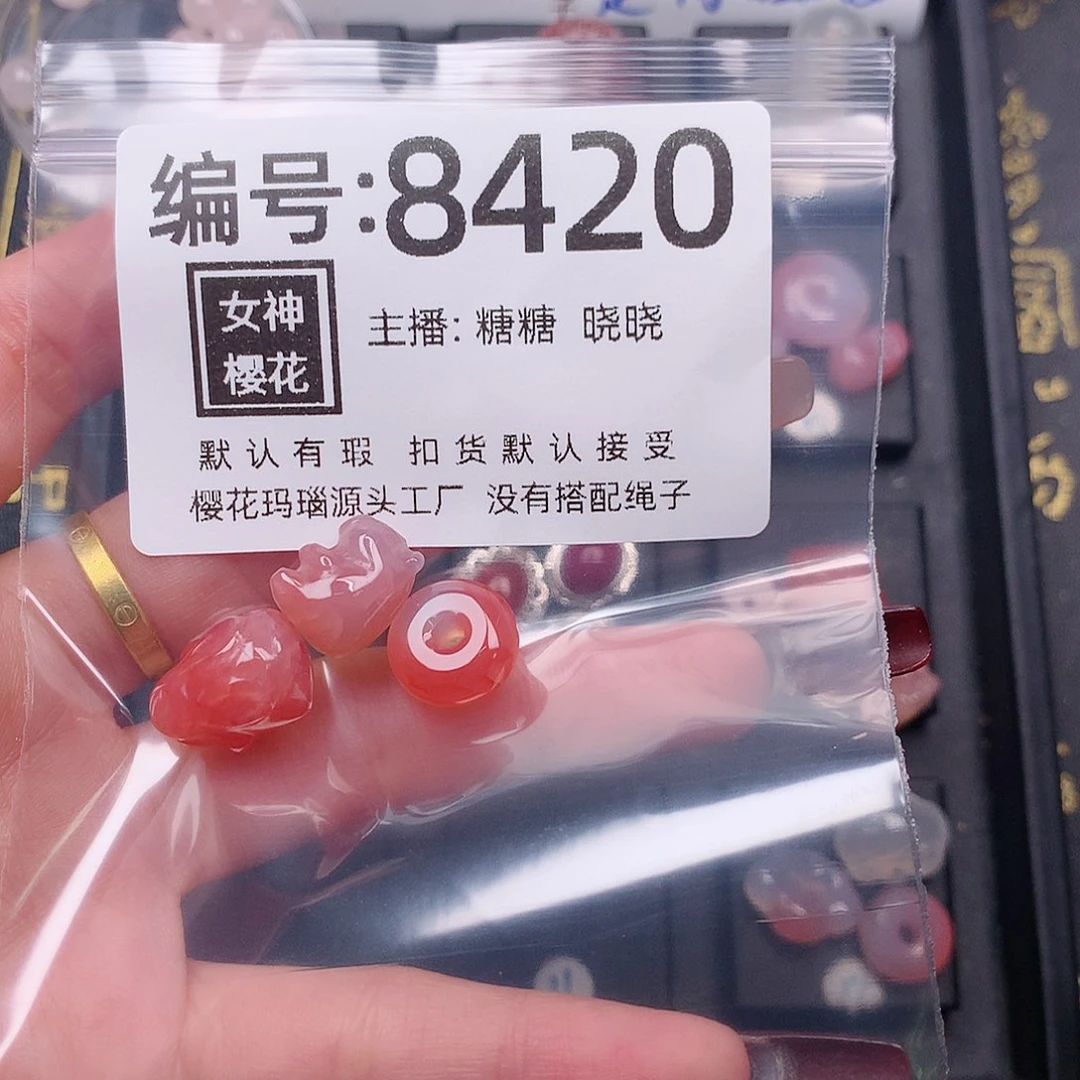 编号:8420
女神
樱花
主播: 糖糖 晓晓
默认有瑕 扣货默认接受
樱花玛瑙源头工厂 没有搭配绳子